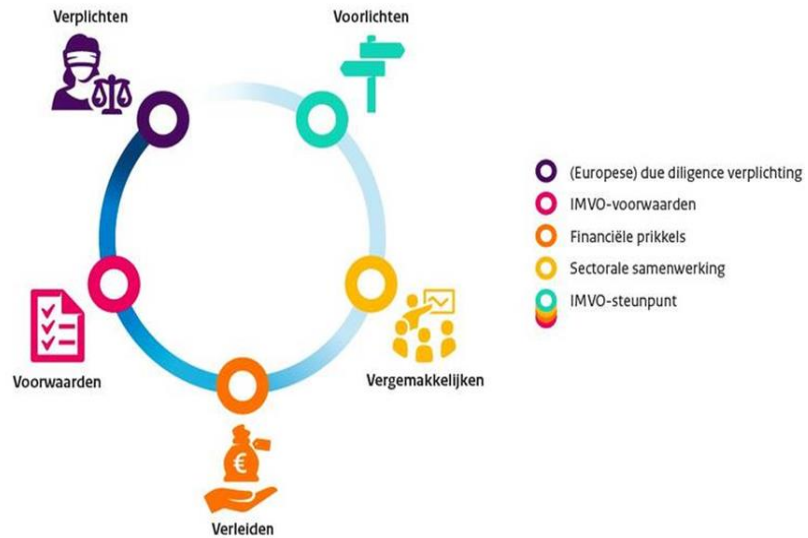 Verplichten
Voorlichten
(Europese) due diligence verplichting
IMVO-voorwaarden
Financiële prikkels
Sectorale samenwerking
IMVO-steunpunt
Voorwaarden
Vergemakkelijken
€
Verleiden